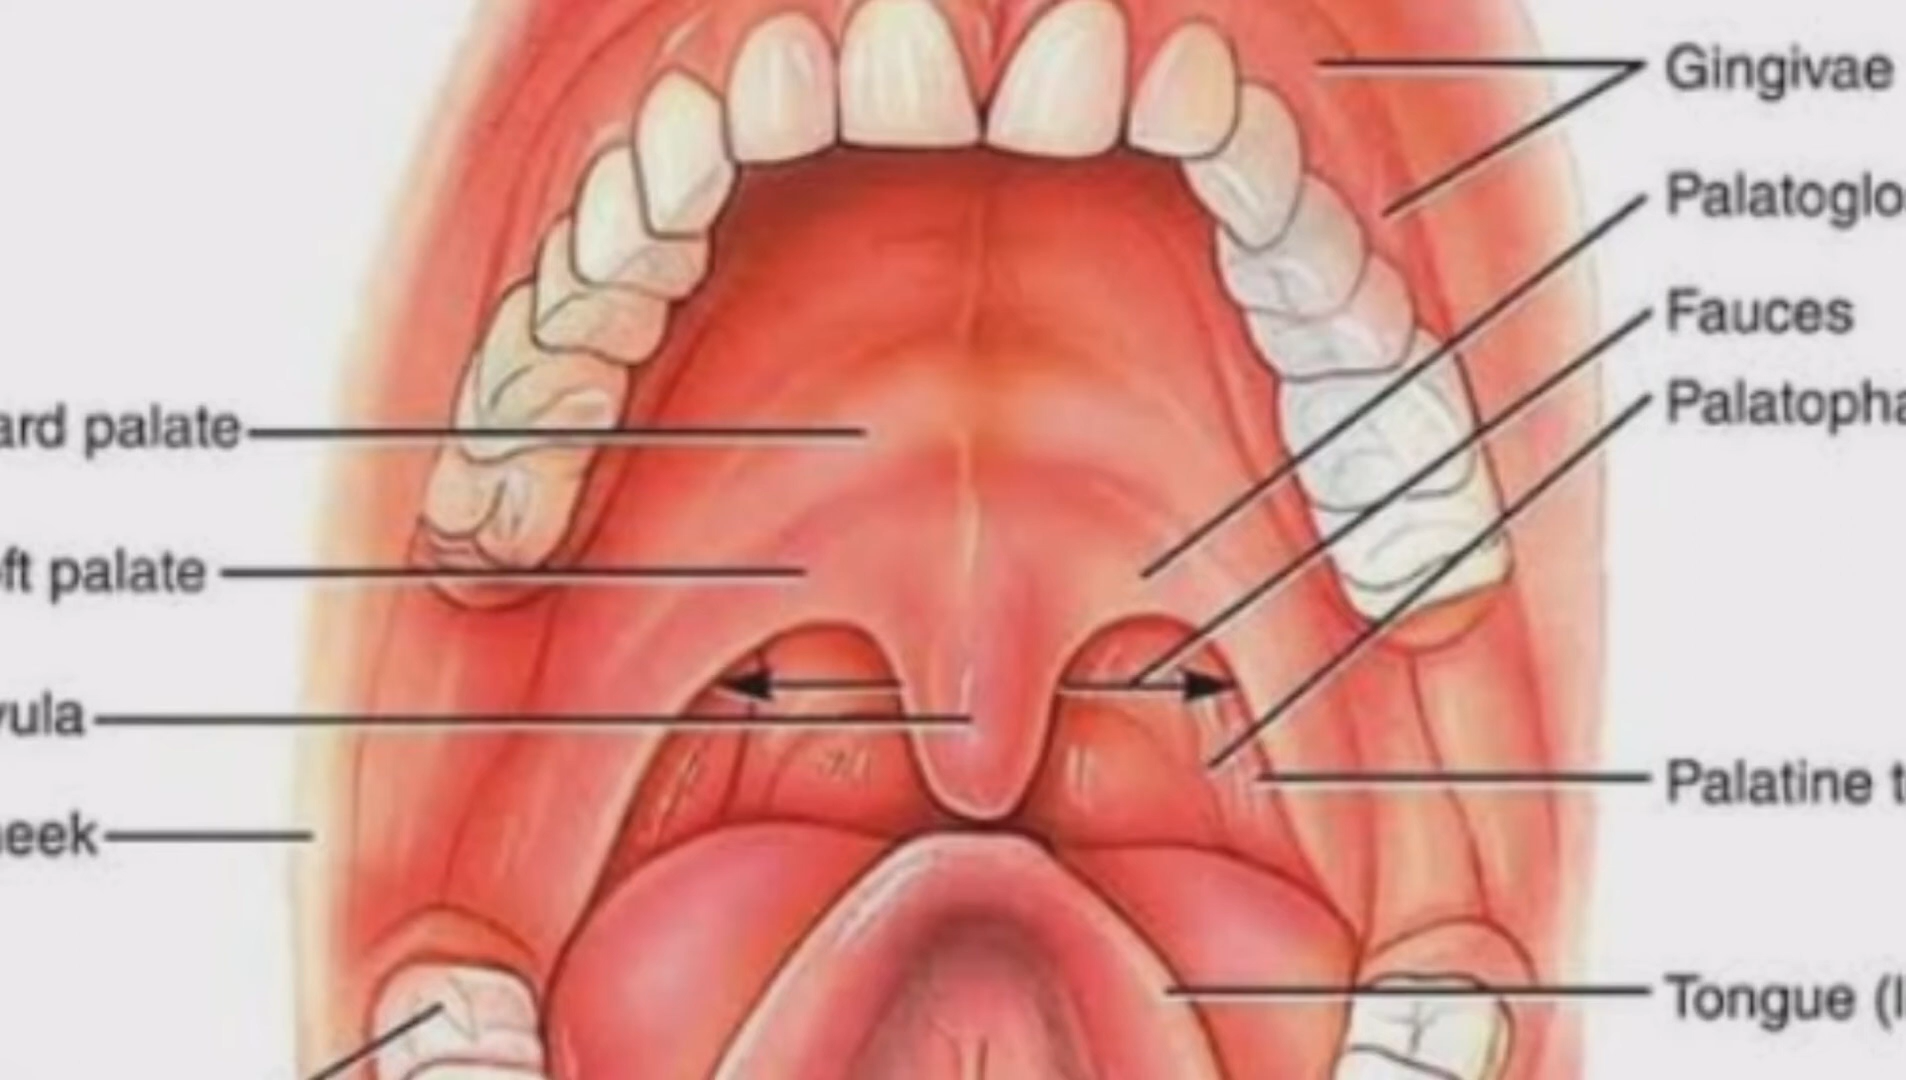 Gingivae
Palatoglo
Fauces
ard palate
Palatopha
ft palate
vula
Palatine t
eek
Tongue (l